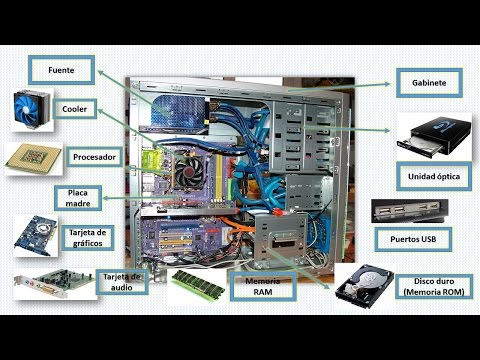 Fuente
Gabinete
Cooler
Procesador
Unidad óptica
Placa
madre
Tarjeta de
gráficos
Puertos USB
Tarjeta de
audio
Memoria
RAM
Disco duro
(Memoria ROM)